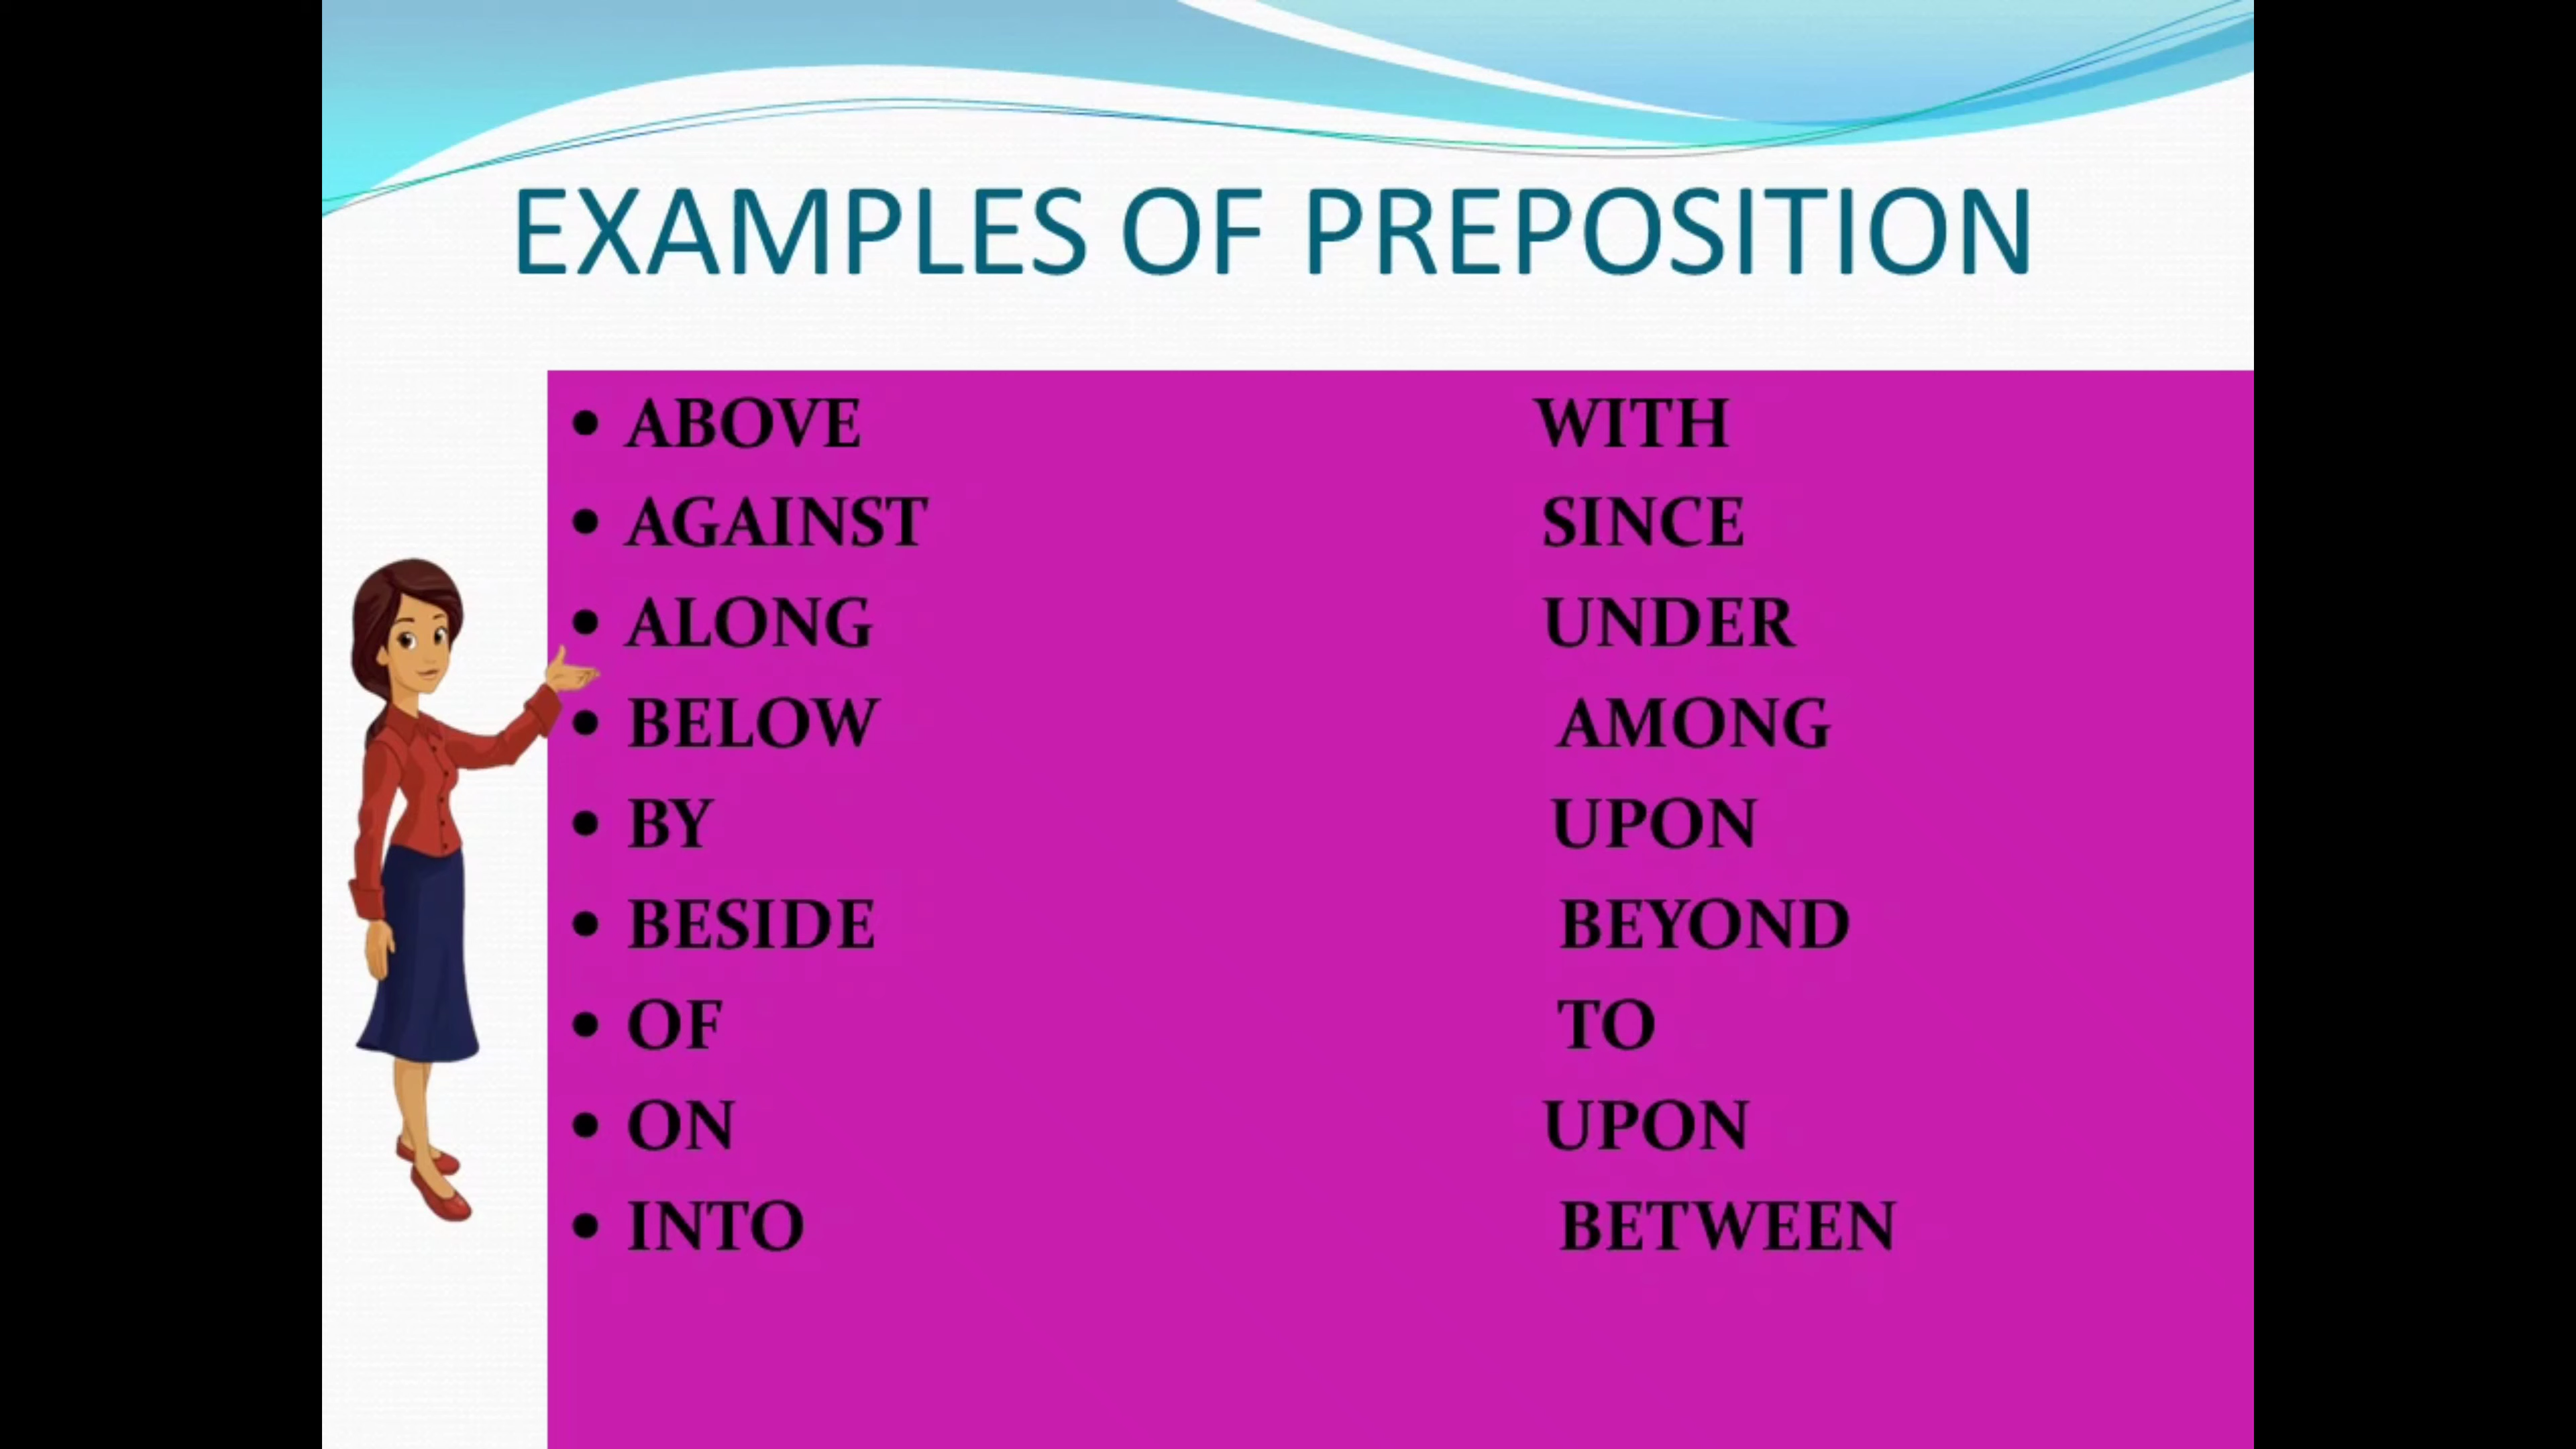 EXAMPLES OF PREPOSITION
• ABOVE WITH
• AGAINST SINCE
• ALONG UNDER
• BELOW AMONG
• BY UPON
• BESIDE BEYOND
• OF TO
• ON UPON
• INTO BETWEEN